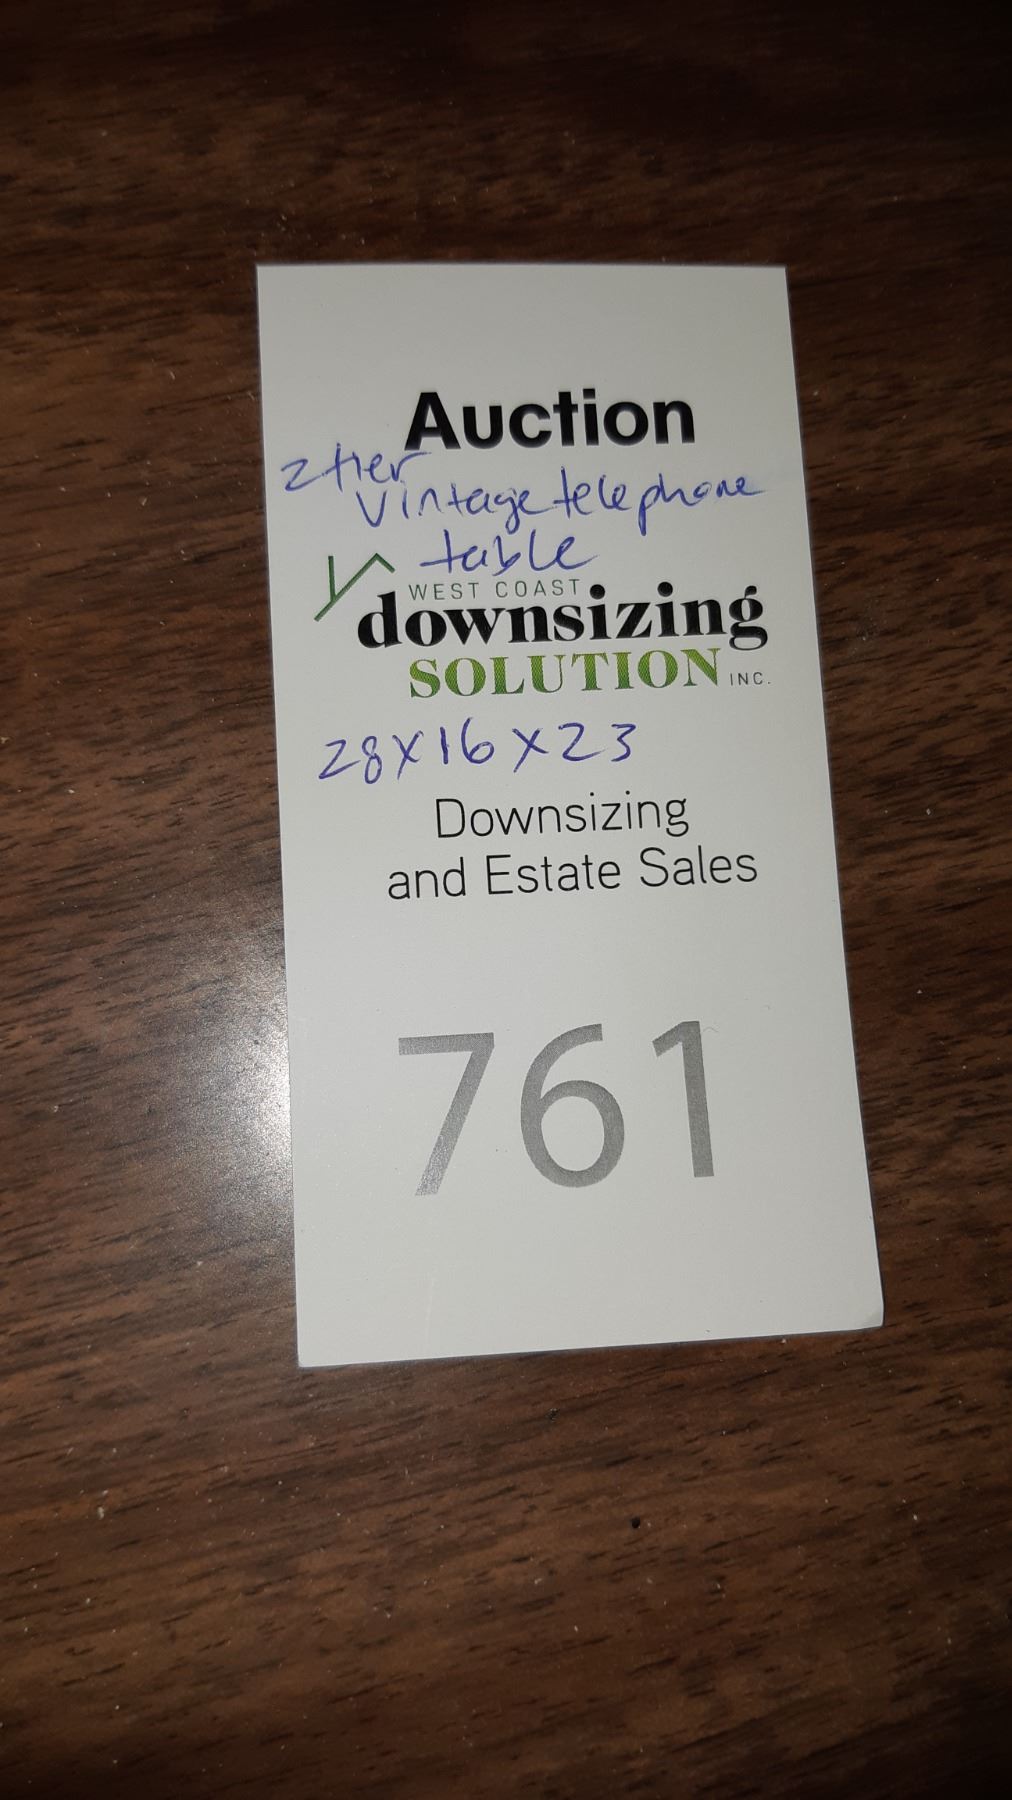 Auction
2 tier
vintage telephone
table
WEST COAST
downsizing
SOLUTION INC.
28x16x23
Downsizing
and Estate Sales
761